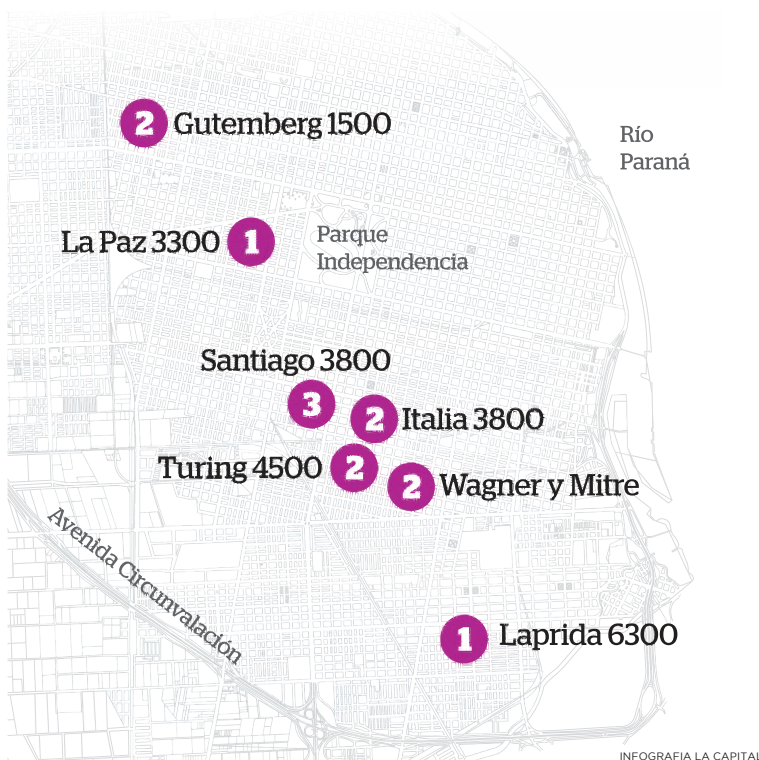 2 Gutemberg 1500
Río
Paraná
La Paz 3300 1
Parque
Independencia
Santiago 3800
3
2 Italia 3800
Turing 4500 2
2 Wagner y Mitre
Avenida Circunvalación
1 Laprida 6300
INFOGRAFIA LA CAPITAL